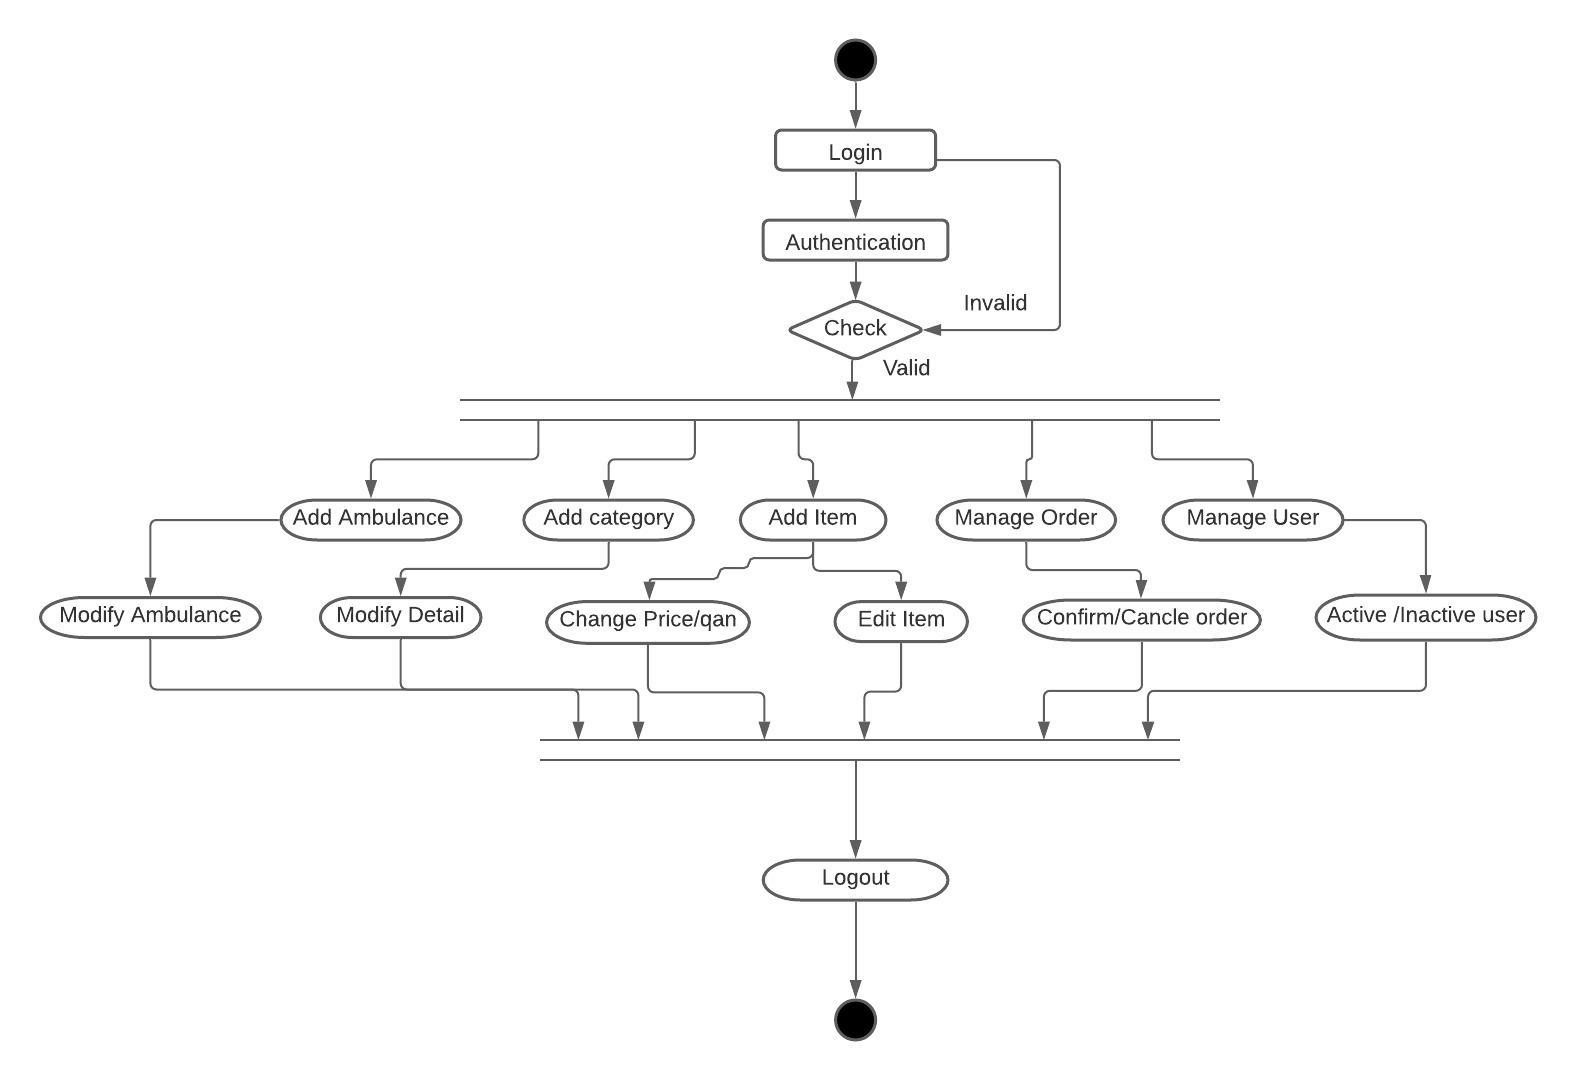 Login
Authentication
Invalid
Check
Valid
Add Ambulance
Add category
Add Item
Manage Order
Manage User
Modify Ambulance
Modify Detail
Change Price/qan
Edit Item
Confirm/Cancle order
Active /Inactive user
Logout